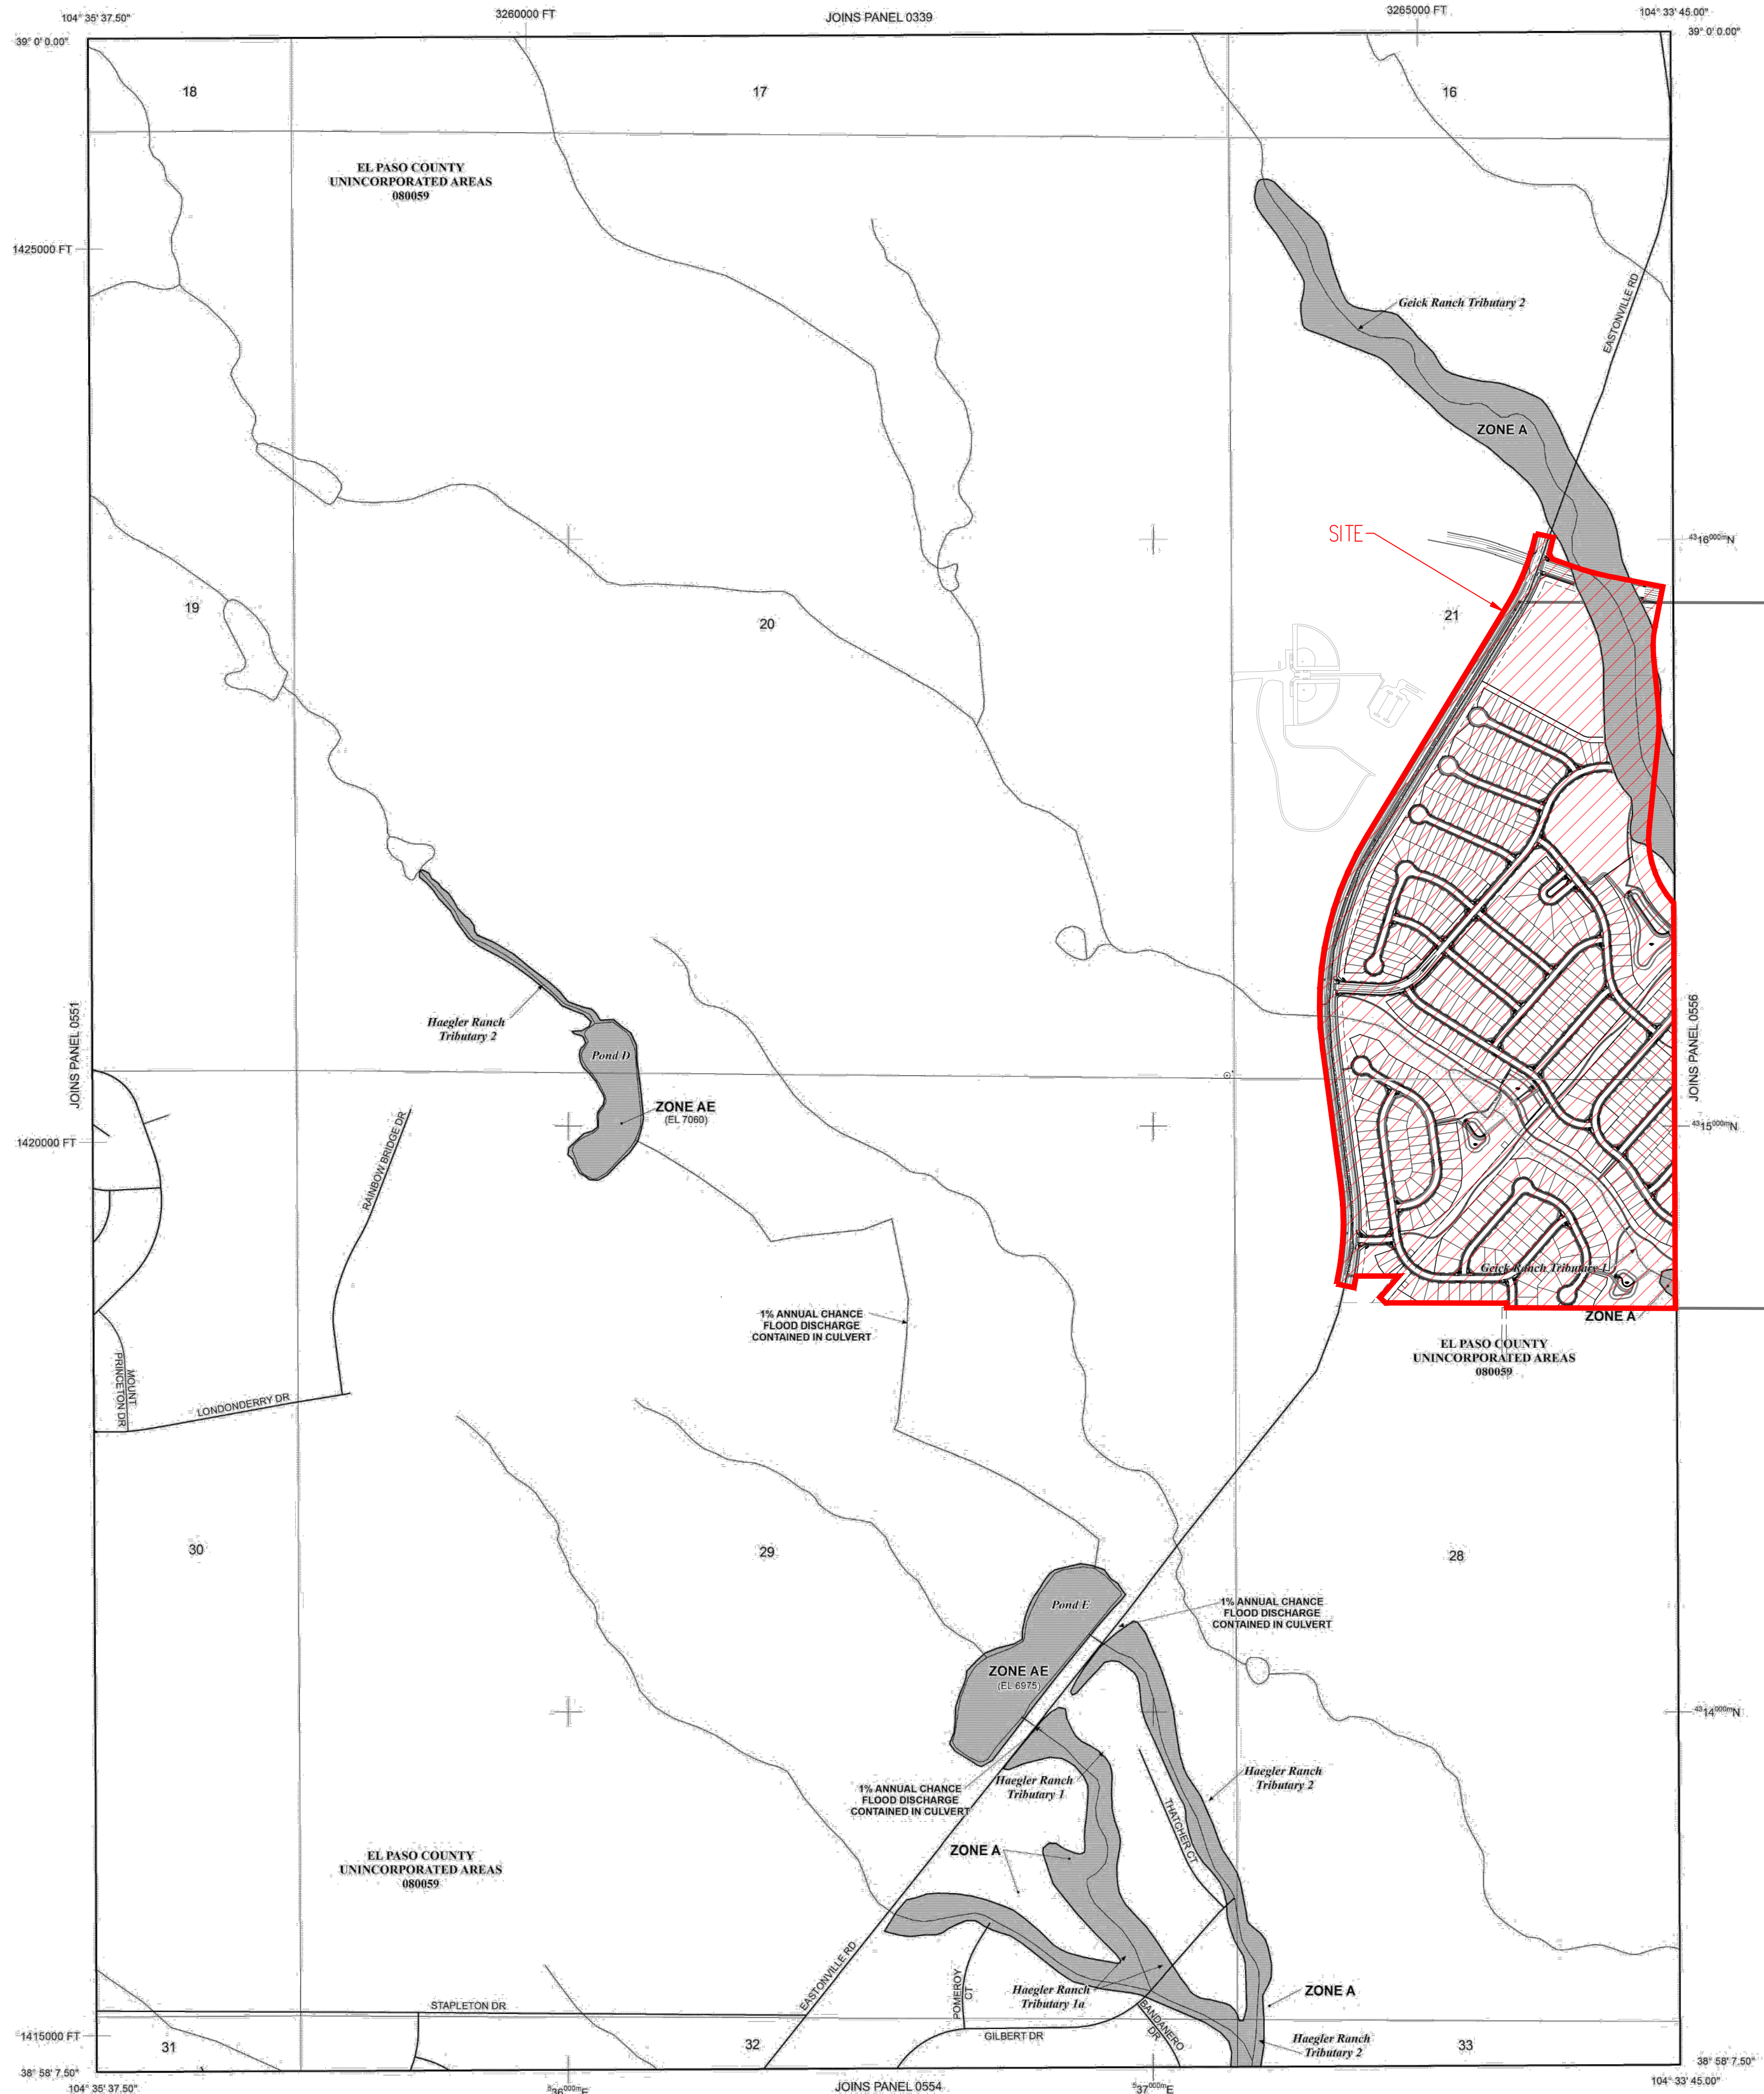 104° 35' 37.50"
3260000 FT
JOINS PANEL 0339
3265000 FT
104° 33' 45.00"
39° 0' 0.00"
39° 0' 0.00"
18
17
16
EL PASO COUNTY
UNINCORPORATED AREAS
080059
1425000 FT
EASTONVILLE RD
Geick Ranch Tributary 2
ZONE A
SITE
4316000mN
19
20
21
JOINS PANEL 0551
JOINS PANEL 0556
Haegler Ranch
Tributary 2
Pond D
ZONE AE
(EL 7060)
RAINBOW BRIDGE DR
1420000 FT
4315000mN
Geick Ranch Tributary 1
ZONE A
1% ANNUAL CHANCE
FLOOD DISCHARGE
CONTAINED IN CULVERT
EL PASO COUNTY
UNINCORPORATED AREAS
080059
MOUNT
PRINCETON DR
LONDONDERRY DR
30
29
28
Pond E
1% ANNUAL CHANCE
FLOOD DISCHARGE
CONTAINED IN CULVERT
ZONE AE
(EL 6975)
4314000mN
Haegler Ranch
Tributary 1
Haegler Ranch
Tributary 2
1% ANNUAL CHANCE
FLOOD DISCHARGE
CONTAINED IN CULVERT
THATCHER CT
ZONE A
EL PASO COUNTY
UNINCORPORATED AREAS
080059
EASTONVILLE RD
POMEROY
CT
Haegler Ranch
Tributary 1a
ZONE A
STAPLETON DR
BANDANERO
DR
GILBERT DR
Haegler Ranch
Tributary 2
1415000 FT
31
32
33
38° 58' 7.50"
38° 58' 7.50"
104° 35' 37.50"
536000mE
JOINS PANEL 0554
537000mE
104° 33' 45.00"